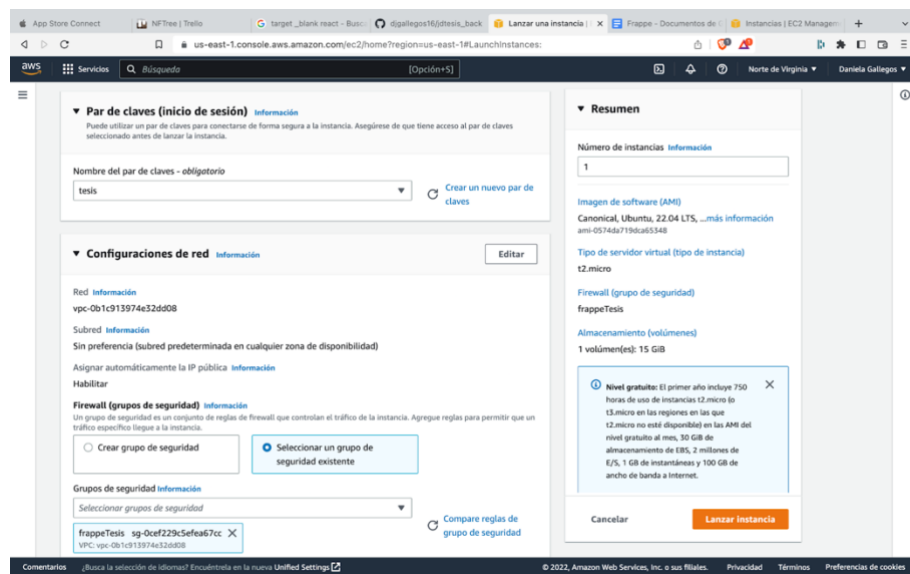 App Store Connect
NFTree | Trello
target _blank react - Busc
djgallegos16/jdtesis_back
Lanzar una instancia |
Frappe - Documentos de
Instancias | EC2 Managem
us-east-1.console.aws.amazon.com/ec2/home?region=us-east-1#LaunchInstances:
aws
Servicios
Búsqueda
[Opción+S]
Norte de Virginia
Daniela Gallegos
Par de claves (inicio de sesión) Información
Puede utilizar un par de claves para conectarse de forma segura a la instancia. Asegúrese de que tiene acceso al par de claves
seleccionado antes de lanzar la instancia.
Nombre del par de claves - obligatorio
tesis
Crear un nuevo par de
claves
Configuraciones de red Información
Editar
Red Información
vpc-0b1c913974e32dd08
Subred Información
Sin preferencia (subred predeterminada en cualquier zona de disponibilidad)
Asignar automáticamente la IP pública Información
Habilitar
Firewall (grupos de seguridad) Información
Un grupo de seguridad es un conjunto de reglas de firewall que controlan el tráfico de la instancia. Agregue reglas para permitir que un
tráfico específico llegue a la instancia.
Crear grupo de seguridad
Seleccionar un grupo de
seguridad existente
Grupos de seguridad Información
Seleccionar grupos de seguridad
Compare reglas de
grupo de seguridad
frappeTesis sg-0cef229c5efea67cc
VPC: vpc-0b1c913974e32dd08
Resumen
Número de instancias Información
1
Imagen de software (AMI)
Canonical, Ubuntu, 22.04 LTS, ...más información
ami-0574da719dca65348
Tipo de servidor virtual (tipo de instancia)
t2.micro
Firewall (grupo de seguridad)
frappeTesis
Almacenamiento (volúmenes)
1 volúmen(es): 15 GiB
Nivel gratuito: El primer año incluye 750
horas de uso de instancias t2.micro (o
t3.micro en las regiones en las que
t2.micro no esté disponible) en las AMI del
nivel gratuito al mes, 30 GiB de
almacenamiento de EBS, 2 millones de
E/S, 1 GB de instantáneas y 100 GB de
ancho de banda a Internet.
Cancelar
Lanzar instancia
Comentarios
¿Busca la selección de idiomas? Encuéntrela en la nueva Unified Settings
© 2022, Amazon Web Services, Inc. o sus filiales.
Privacidad
Términos
Preferencias de cookies